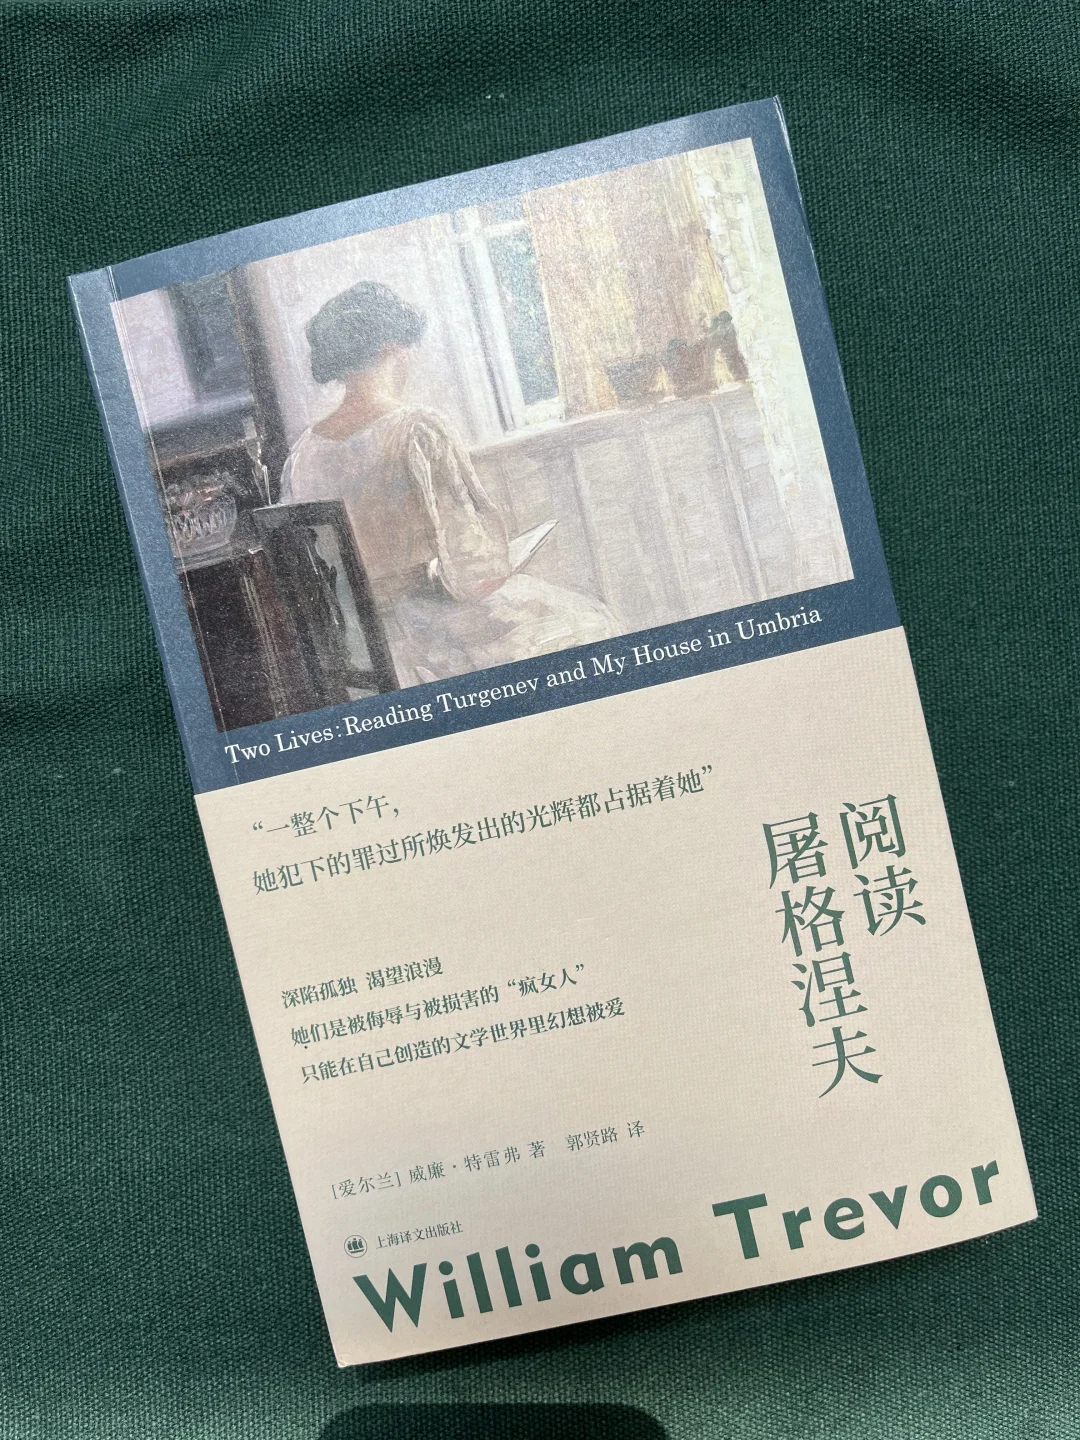 Two Lives: Reading Turgenev and My House in Umbria
“一整个下午，
她犯下的罪过所焕发出的光辉都占据着她”
阅读
屠格涅夫
深陷孤独 渴望浪漫
她们是被侮辱与被损害的“疯女人”
只能在自己创造的文学世界里幻想被爱
[爱尔兰] 威廉·特雷弗 著 郭贤路 译
上海译文出版社
William Trevor